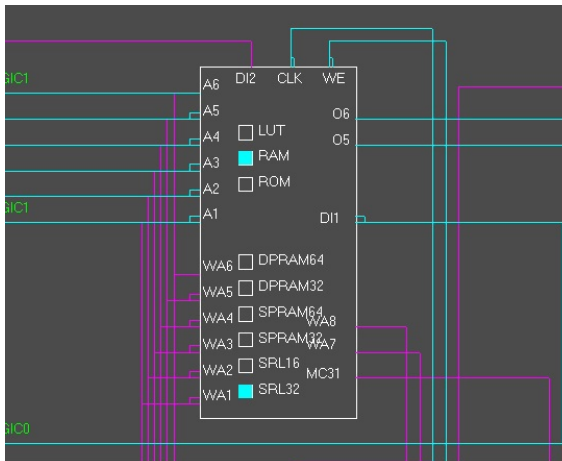 GIC1
A6 DI2 CLK WE
A5 O6
A4 LUT O5
A3 RAM
A2 ROM
GIC1 A1 DI1
WA6 DPRAM64
WA5 DPRAM32
WA4 SPRAM64 WA8
WA3 SPRAM32 WA7
WA2 SRL16 MC31
WA1 SRL32
GIC0